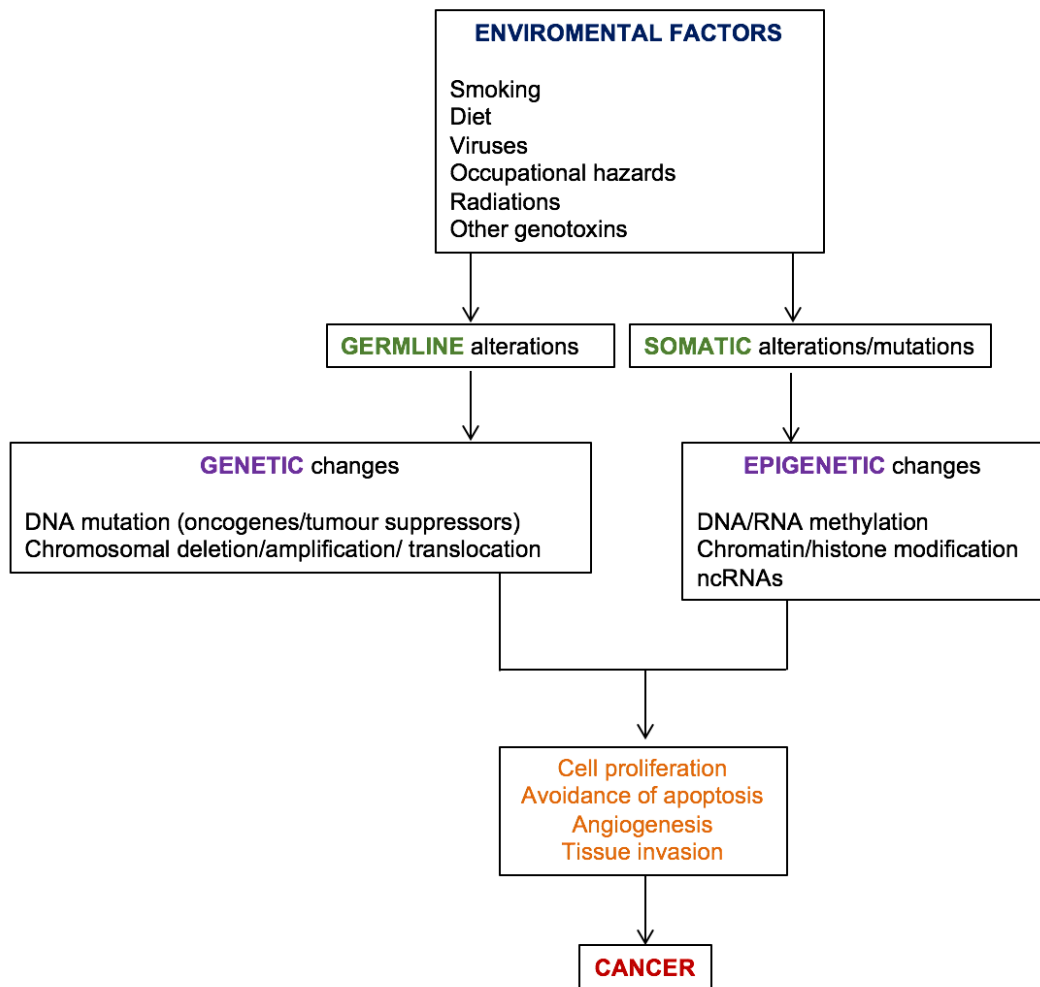 ENVIROMENTAL FACTORS
Smoking
Diet
Viruses
Occupational hazards
Radiations
Other genotoxins
GERMLINE alterations
SOMATIC alterations/mutations
GENETIC changes
DNA mutation (oncogenes/tumour suppressors)
Chromosomal deletion/amplification/ translocation
EPIGENETIC changes
DNA/RNA methylation
Chromatin/histone modification
ncRNAs
Cell proliferation
Avoidance of apoptosis
Angiogenesis
Tissue invasion
CANCER